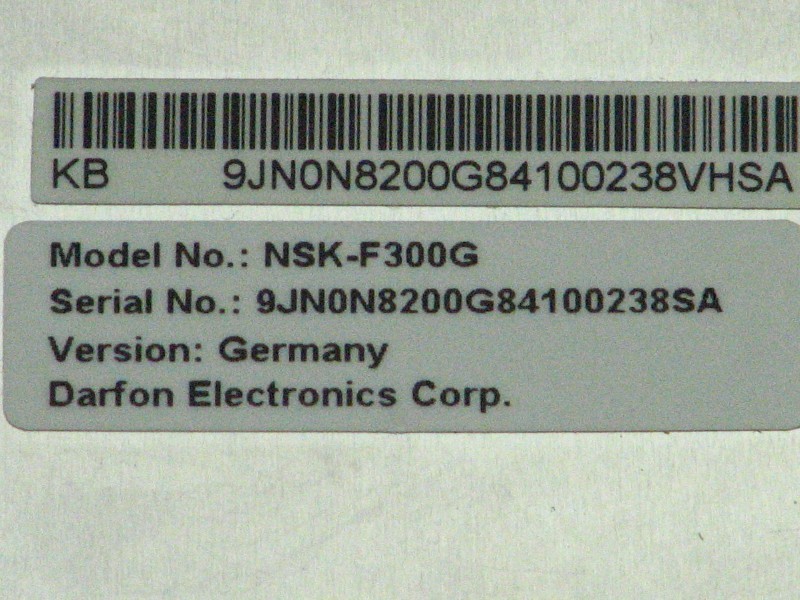 KB 9JN0N8200G84100238VHSA
Model No.: NSK-F300G
Serial No.: 9JN0N8200G84100238SA
Version: Germany
Darfon Electronics Corp.